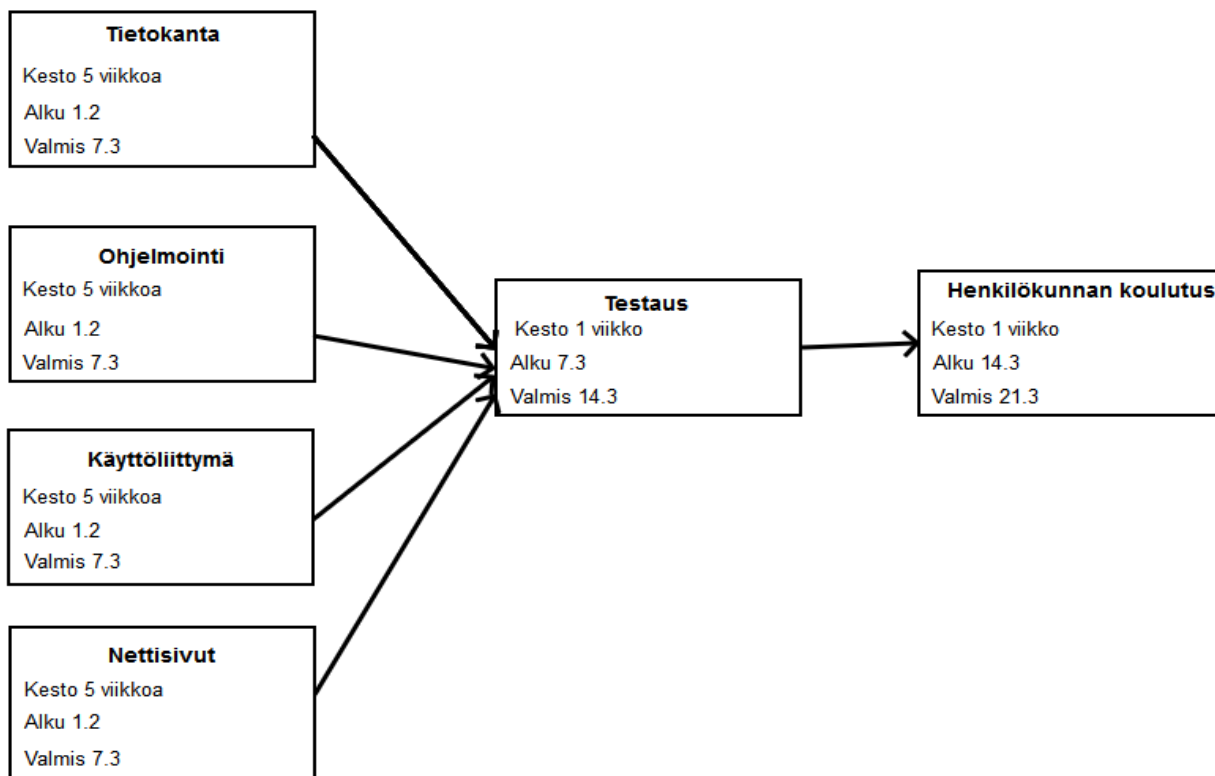 Tietokanta
Kesto 5 viikkoa
Alku 1.2
Valmis 7.3
Ohjelmointi
Kesto 5 viikkoa
Alku 1.2
Valmis 7.3
Käyttöliittymä
Kesto 5 viikkoa
Alku 1.2
Valmis 7.3
Nettisivut
Kesto 5 viikkoa
Alku 1.2
Valmis 7.3
Testaus
Kesto 1 viikko
Alku 7.3
Valmis 14.3
Henkilökunnan koulutus
Kesto 1 viikko
Alku 14.3
Valmis 21.3